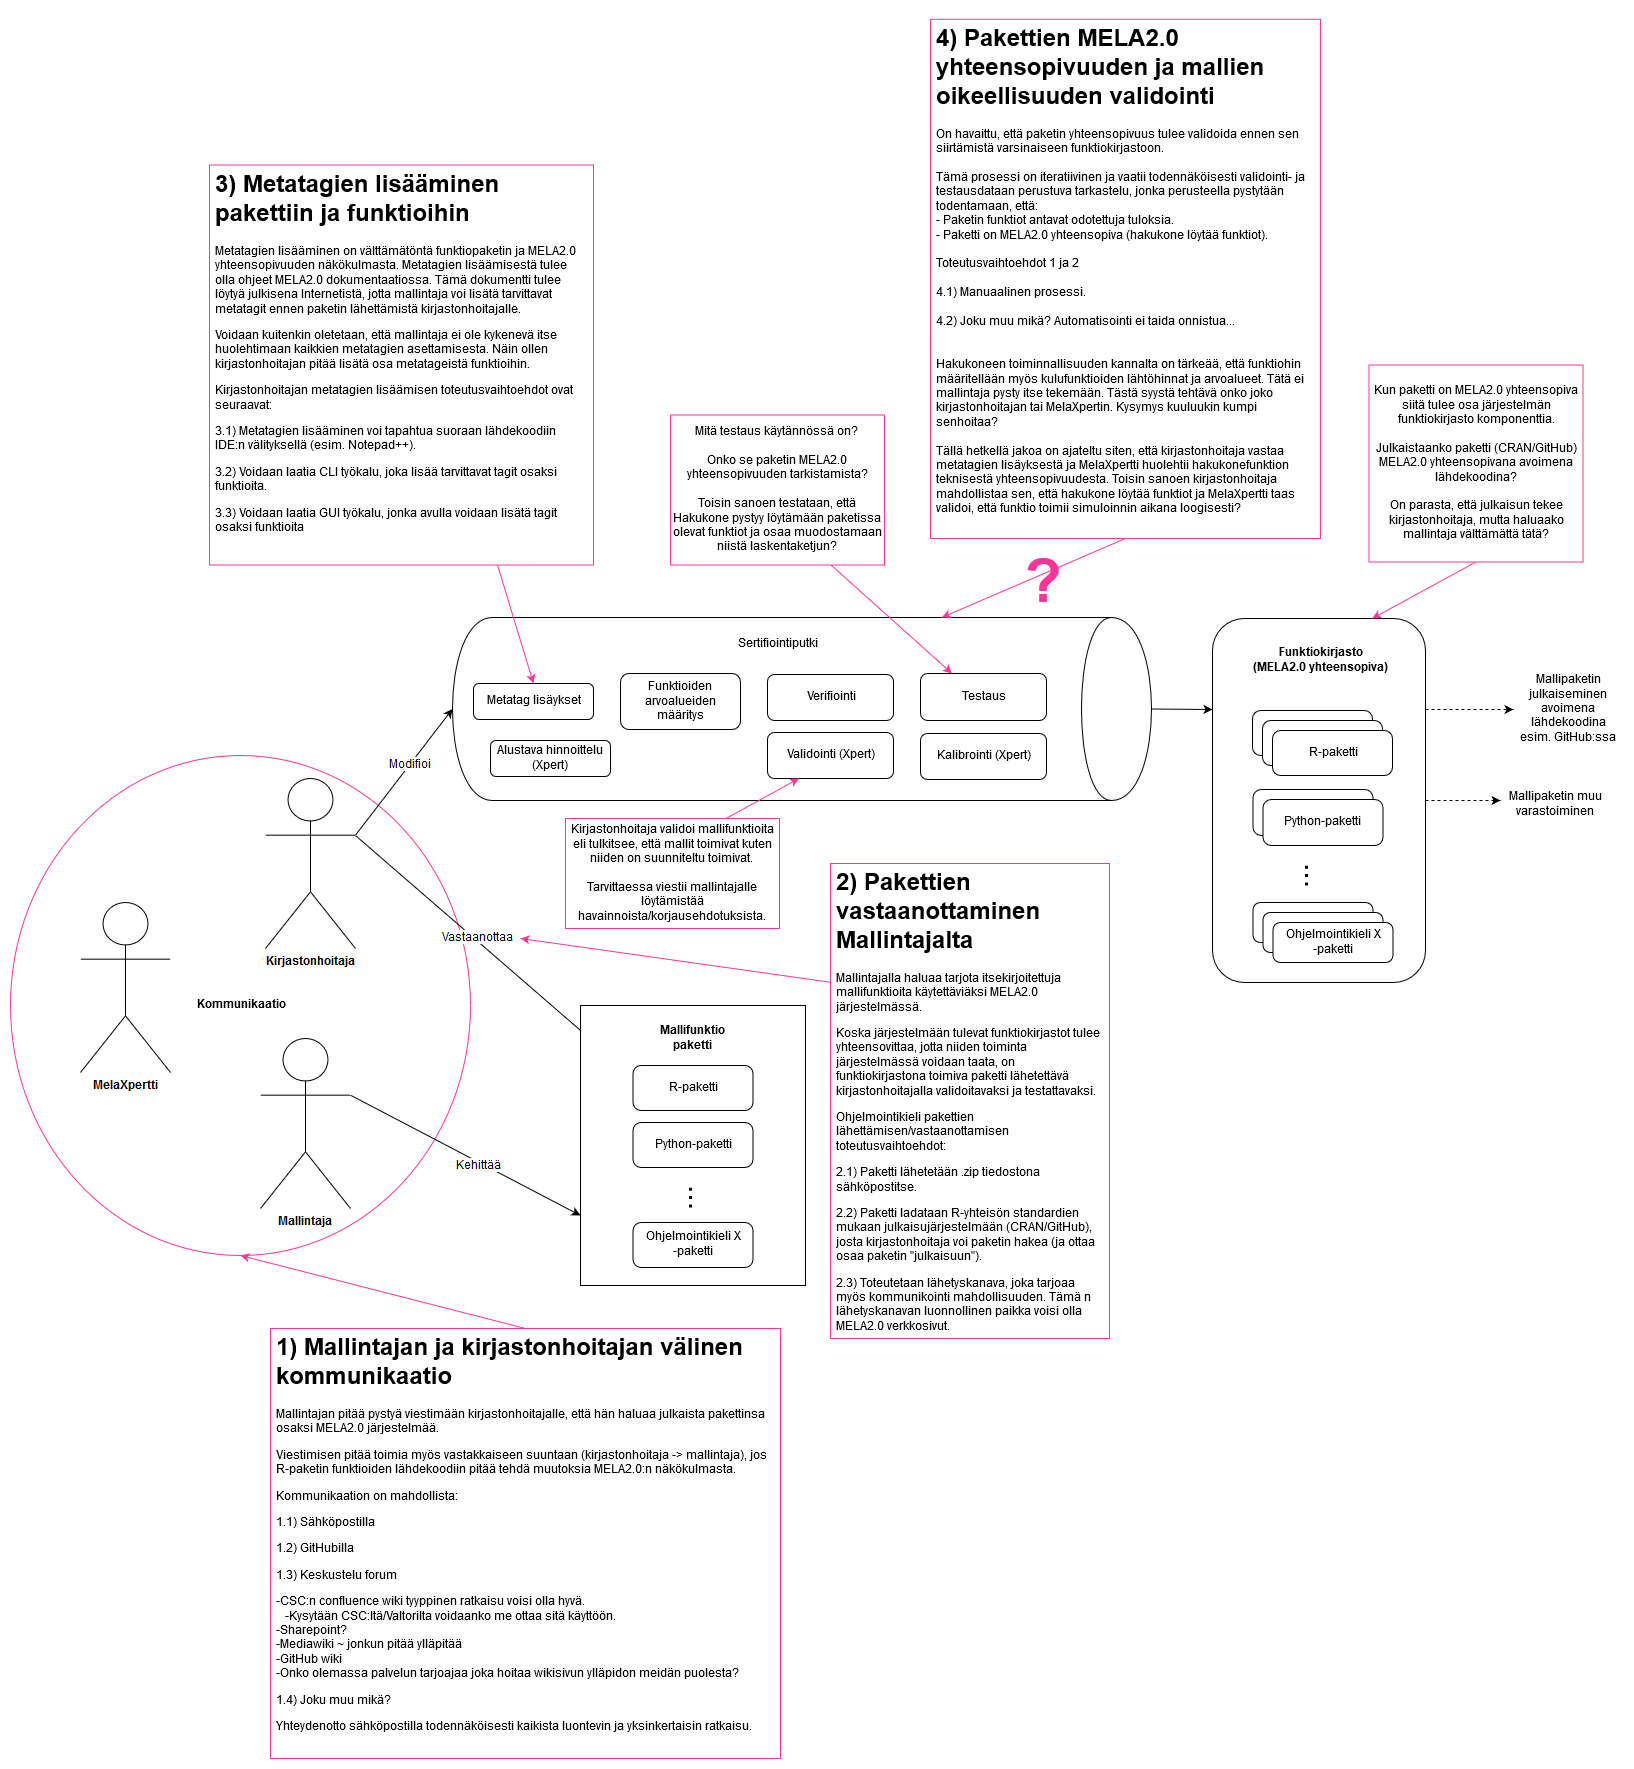 4) Pakettien MELA2.0
yhteensopivuuden ja mallien
oikeellisuuden validointi
On havaittu, että paketin yhteensopivuus tulee validoida ennen sen
siirtämistä varsinaiseen funktiokirjastoon.
Tämä prosessi on iteratiivinen ja vaatii todennäköisesti validointi- ja
testausdataan perustuva tarkastelu, jonka perusteella pystytään
todentamaan, että:
- Paketin funktiot antavat odotettuja tuloksia.
- Paketti on MELA2.0 yhteensopiva (hakukone löytää funktiot).
Toteutusvaihtoehdot 1 ja 2
4.1) Manuaalinen prosessi.
4.2) Joku muu mikä? Automatisointi ei taida onnistua...
Hakukoneen toiminnallisuuden kannalta on tärkeää, että funktiohin
määritellään myös kulufunktioiden lähtöhinnat ja arvoalueet. Tätä ei
mallintaja pysty itse tekemään. Tästä syystä tehtävä onko joko
kirjastonhoitajan tai MelaXpertin. Kysymys kuuluukin kumpi
senhoitaa?
Tällä hetkellä jakoa on ajateltu siten, että kirjastonhoitaja vastaa
metatagien lisäyksestä ja MelaXpertti huolehtii hakukonefunktion
teknisestä yhteensopivuudesta. Toisin sanoen kirjastonhoitaja
mahdollistaa sen, että hakukone löytää funktiot ja MelaXpertti taas
validoi, että funktio toimii simuloinnin aikana loogisesti?
3) Metatagien lisääminen
pakettiin ja funktioihin
Metatagien lisääminen on välttämätöntä funktiopaketin ja MELA2.0
yhteensopivuuden näkökulmasta. Metatagien lisäämisestä tulee
olla ohjeet MELA2.0 dokumentaatiossa. Tämä dokumentti tulee
löytyä julkisena Internetistä, jotta mallintaja voi lisätä tarvittavat
metatagit ennen paketin lähettämistä kirjastonhoitajalle.
Voidaan kuitenkin oletetaan, että mallintaja ei ole kykenevä itse
huolehtimaan kaikkien metatagien asettamisesta. Näin ollen
kirjastonhoitajan pitää lisätä osa metatageistä funktioihin.
Kirjastonhoitajan metatagien lisäämisen toteutusvaihtoehdot ovat
seuraavat:
3.1) Metatagien lisääminen voi tapahtua suoraan lähdekoodiin
IDE:n välityksellä (esim. Notepad++).
3.2) Voidaan laatia CLI työkalu, joka lisää tarvittavat tagit osaksi
funktioita.
3.3) Voidaan laatia GUI työkalu, jonka avulla voidaan lisätä tagit
osaksi funktioita
Mitä testaus käytännössä on?
Onko se paketin MELA2.0
yhteensopivuuden tarkistamista?
Toisin sanoen testataan, että
Hakukone pystyy löytämään paketissa
olevat funktiot ja osaa muodostamaan
niistä laskentaketjun?
Kun paketti on MELA2.0 yhteensopiva
siitä tulee osa järjestelmän
funktiokirjasto komponenttia.
Julkaistaanko paketti (CRAN/GitHub)
MELA2.0 yhteensopivana avoimena
lähdekoodina?
On parasta, että julkaisun tekee
kirjastonhoitaja, mutta haluaako
mallintaja välttämättä tätä?
?
Sertifiointiputki
Metatag lisäykset
Funktioiden
arvoalueiden
määritys
Verifiointi
Testaus
Alustava hinnoittelu
(Xpert)
Validointi (Xpert)
Kalibrointi (Xpert)
Funktiokirjasto
(MELA2.0 yhteensopiva)
R-paketti
Python-paketti
⋮
Ohjelmointikieli X
-paketti
Mallipaketin
julkaiseminen
avoimena
lähdekoodina
esim. GitHub:ssa
Mallipaketin muu
varastoiminen
Modifioi
Kirjastonhoitaja
Vastaanottaa
Kommunikaatio
MelaXpertti
Mallintaja
Kehittää
Kirjastonhoitaja validoi mallifunktioita
eli tulkitsee, että mallit toimivat kuten
niiden on suunniteltu toimivat.
Tarvittaessa viestii mallintajalle
löytämistää
havainnoista/korjausehdotuksista.
Mallifunktio
paketti
R-paketti
Python-paketti
⋮
Ohjelmointikieli X
-paketti
2) Pakettien
vastaanottaminen
Mallintajalta
Mallintajalla haluaa tarjota itsekirjoitettuja
mallifunktioita käytettäviäksi MELA2.0
järjestelmässä.
Koska järjestelmään tulevat funktiokirjastot tulee
yhteensovittaa, jotta niiden toiminta
järjestelmässä voidaan taata, on
funktiokirjastona toimiva paketti lähetettävä
kirjastonhoitajalla validoitavaksi ja testattavaksi.
Ohjelmointikieli pakettien
lähettämisen/vastaanottamisen
toteutusvaihtoehdot:
2.1) Paketti lähetetään .zip tiedostona
sähköpostitse.
2.2) Paketti ladataan R-yhteisön standardien
mukaan julkaisujärjestelmään (CRAN/GitHub),
josta kirjastonhoitaja voi paketin hakea (ja ottaa
osaa paketin "julkaisuun").
2.3) Toteutetaan lähetyskanava, joka tarjoaa
myös kommunikointi mahdollisuuden. Tämä n
lähetyskanavan luonnollinen paikka voisi olla
MELA2.0 verkkosivut.
1) Mallintajan ja kirjastonhoitajan välinen
kommunikaatio
Mallintajan pitää pystyä viestimään kirjastonhoitajalle, että hän haluaa julkaista pakettinsa
osaksi MELA2.0 järjestelmää.
Viestimisen pitää toimia myös vastakkaiseen suuntaan (kirjastonhoitaja -> mallintaja), jos
R-paketin funktioiden lähdekoodiin pitää tehdä muutoksia MELA2.0:n näkökulmasta.
Kommunikaation on mahdollista:
1.1) Sähköpostilla
1.2) GitHubilla
1.3) Keskustelu forum
-CSC:n confluence wiki tyyppinen ratkaisu voisi olla hyvä.
-Kysytään CSC:ltä/Valtorilta voidaanko me ottaa sitä käyttöön.
-Sharepoint?
-Mediawiki ~ jonkun pitää ylläpitää
-GitHub wiki
-Onko olemassa palvelun tarjoajaa joka hoitaa wikisivun ylläpidon meidän puolesta?
1.4) Joku muu mikä?
Yhteydenotto sähköpostilla todennäköisesti kaikista luontevin ja yksinkertaisin ratkaisu.